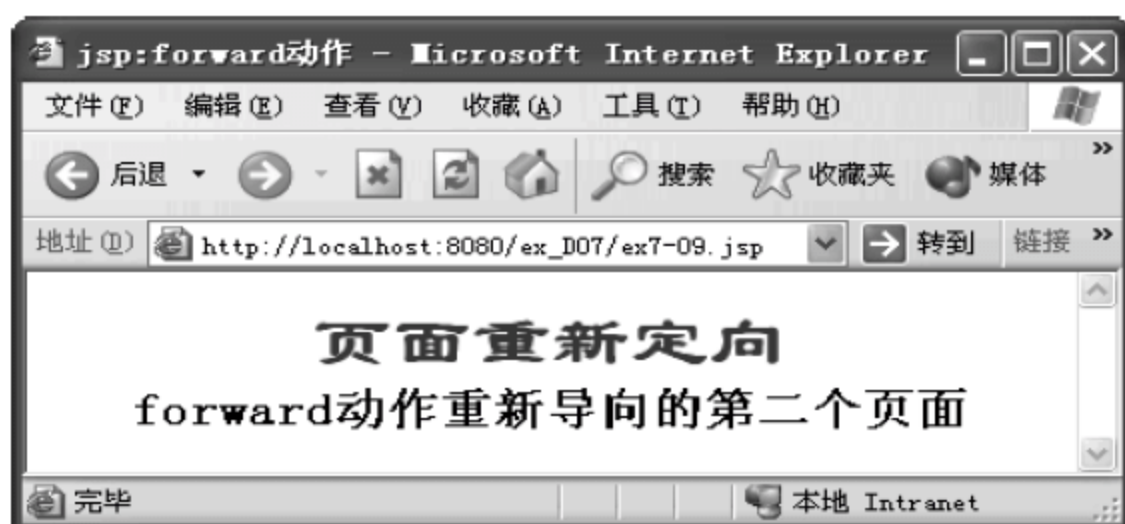 jsp:forward动作 - Microsoft Internet Explorer
文件(F) 编辑(E) 查看(V) 收藏(A) 工具(T) 帮助(H)
后退 搜索 收藏夹 媒体 »
地址(D) http://localhost:8080/ex_D07/ex7-09.jsp 转到 链接 »
页面重新定向
forward动作重新导向的第二个页面
完毕 本地 Intranet